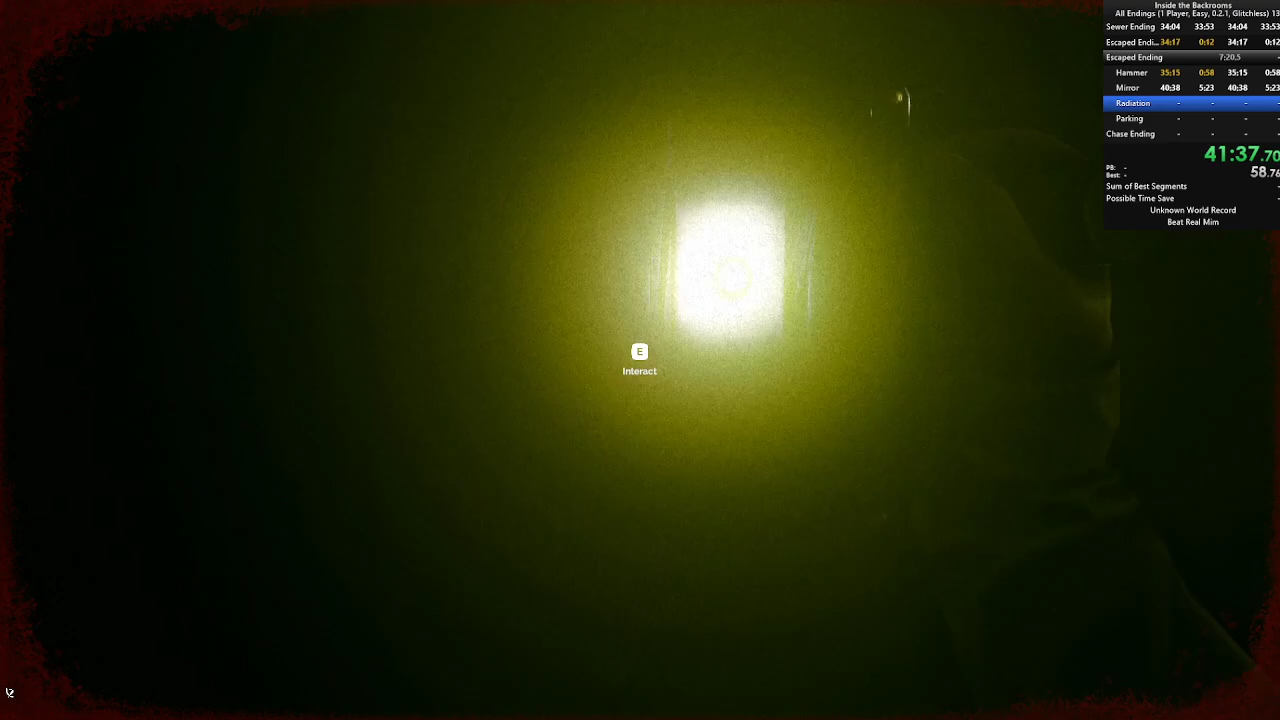 Inside the Backrooms
All Endings (1 Player, Easy, 0.2.1, Glitchless) 13
Sewer Ending 34:04 33:53 34:04 33:53
Escaped Endi... 34:17 0:12 34:17 0:12
Escaped Ending 7:20.5 -
Hammer 35:15 0:58 35:15 0:58
Mirror 40:38 5:23 40:38 5:23
Radiation - - - -
Parking - - - -
Chase Ending - - - -
41:37.70
PB: -
Best: -
58.76
Sum of Best Segments
Possible Time Save
Unknown World Record
Beat Real Mim
E
Interact